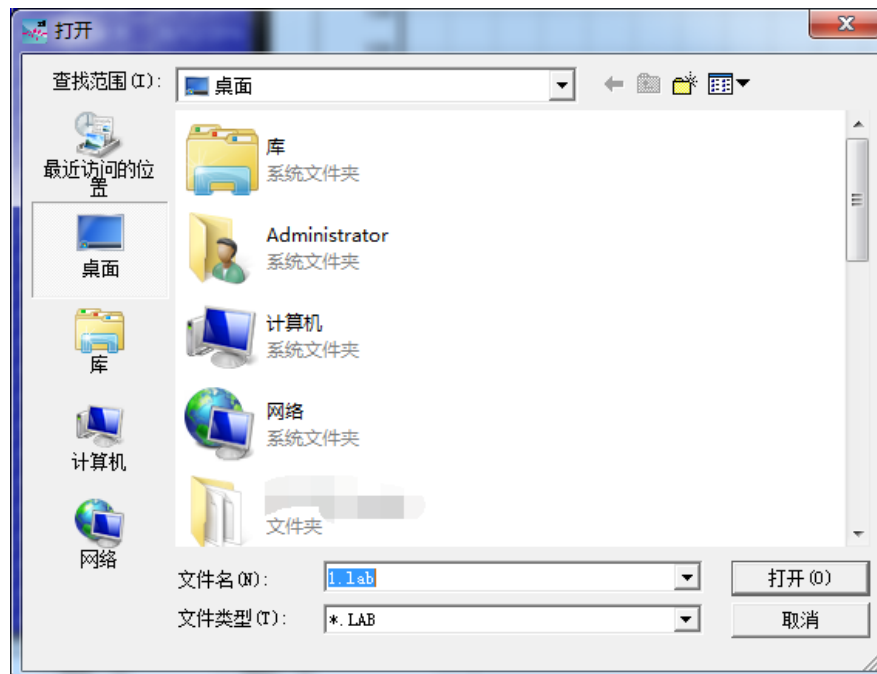 打开
查找范围(I):
桌面
最近访问的位
置
桌面
库
计算机
网络
库
系统文件夹
Administrator
系统文件夹
计算机
系统文件夹
网络
系统文件夹
文件夹
文件名(N):
1.lab
打开(O)
文件类型(T):
*.LAB
取消